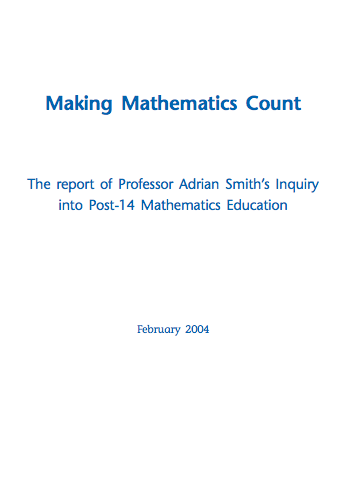 Making Mathematics Count
The report of Professor Adrian Smith's Inquiry
into Post-14 Mathematics Education
February 2004